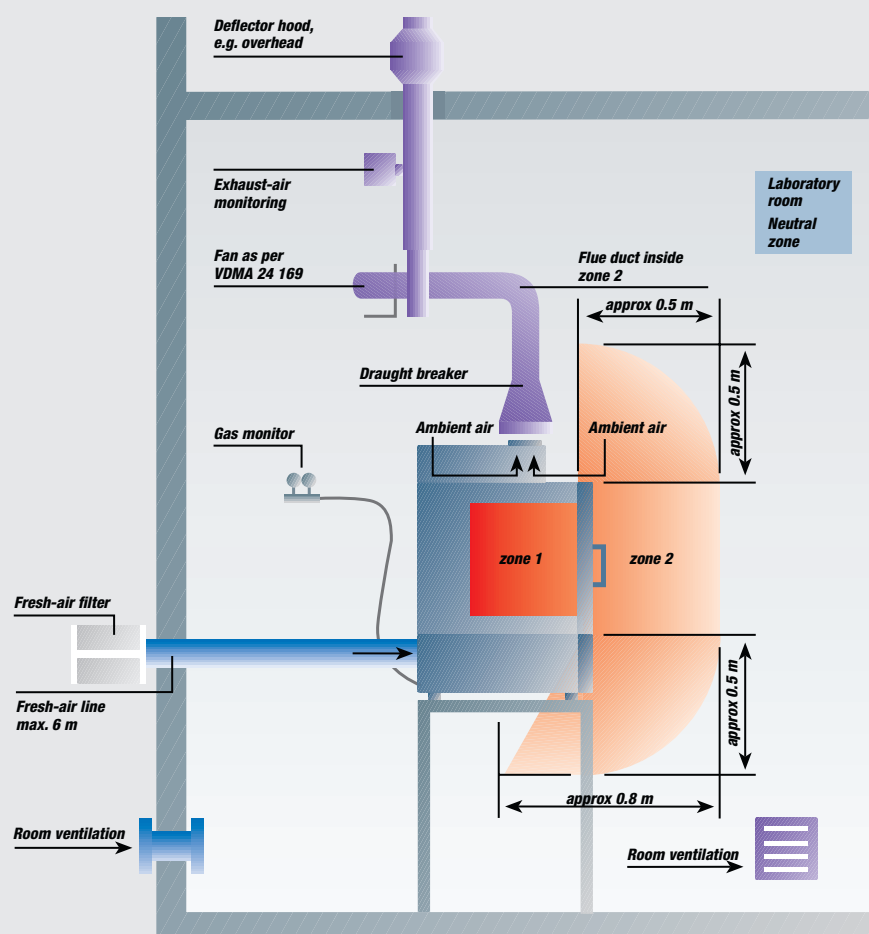 Deflector hood,
e.g. overhead
Exhaust-air
monitoring
Laboratory
room
Neutral
zone
Fan as per
VDMA 24 169
Flue duct inside
zone 2
approx 0.5 m
Draught breaker
approx 0.5 m
Gas monitor
Ambient air
Ambient air
zone 1
zone 2
Fresh-air filter
Fresh-air line
max. 6 m
approx 0.5 m
approx 0.8 m
Room ventilation
Room ventilation